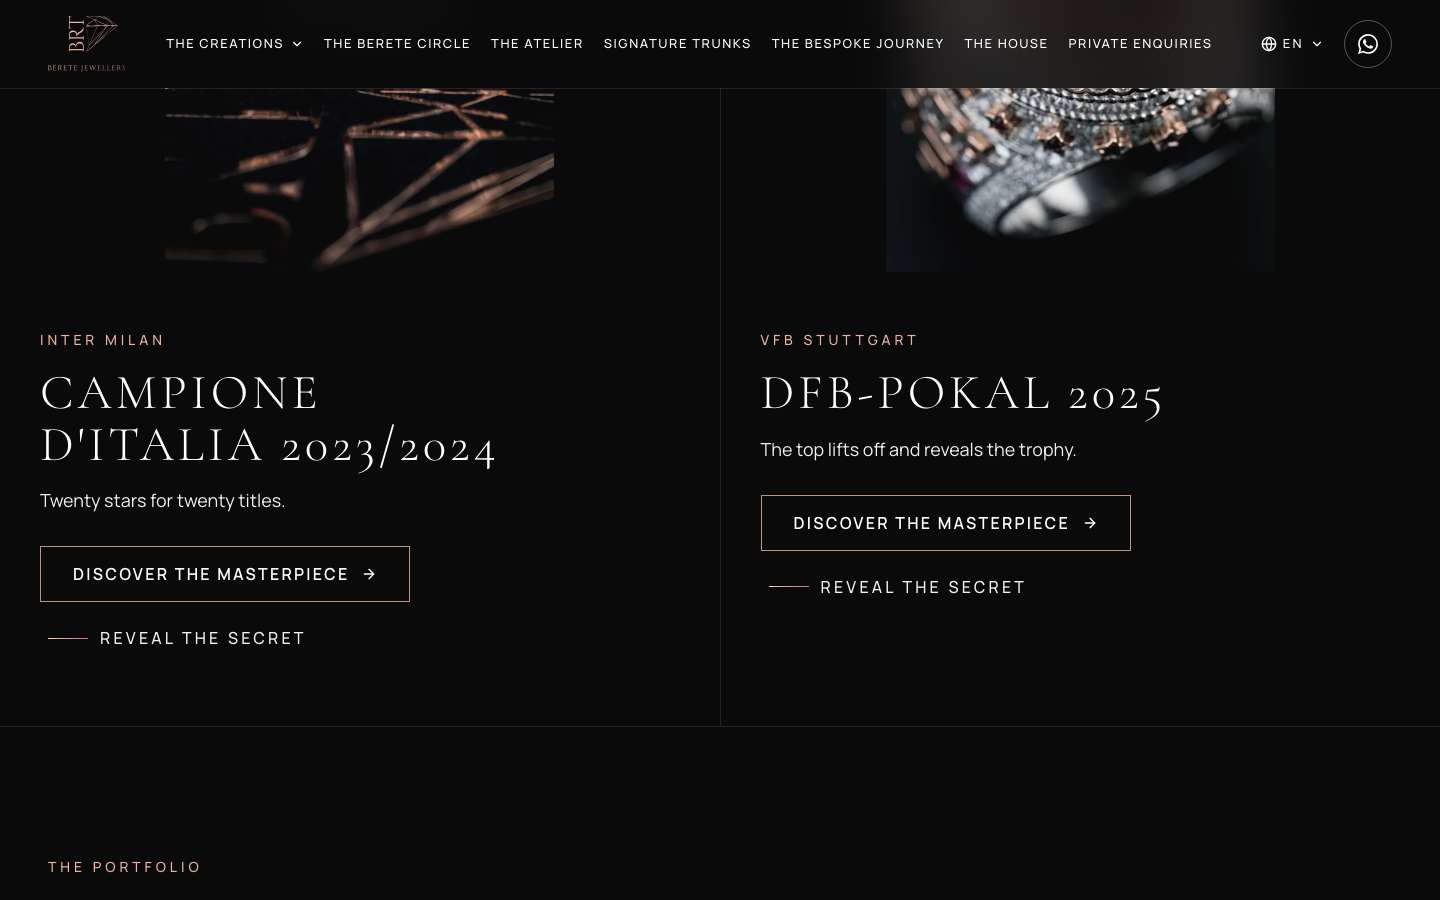 BRT
BERETE JEWELLERS
THE CREATIONS
THE BERETE CIRCLE
THE ATELIER
SIGNATURE TRUNKS
THE BESPOKE JOURNEY
THE HOUSE
PRIVATE ENQUIRIES
EN
INTER MILAN
CAMPIONE
D'ITALIA 2023/2024
Twenty stars for twenty titles.
DISCOVER THE MASTERPIECE
REVEAL THE SECRET
VFB STUTTGART
DFB-POKAL 2025
The top lifts off and reveals the trophy.
DISCOVER THE MASTERPIECE
REVEAL THE SECRET
THE PORTFOLIO